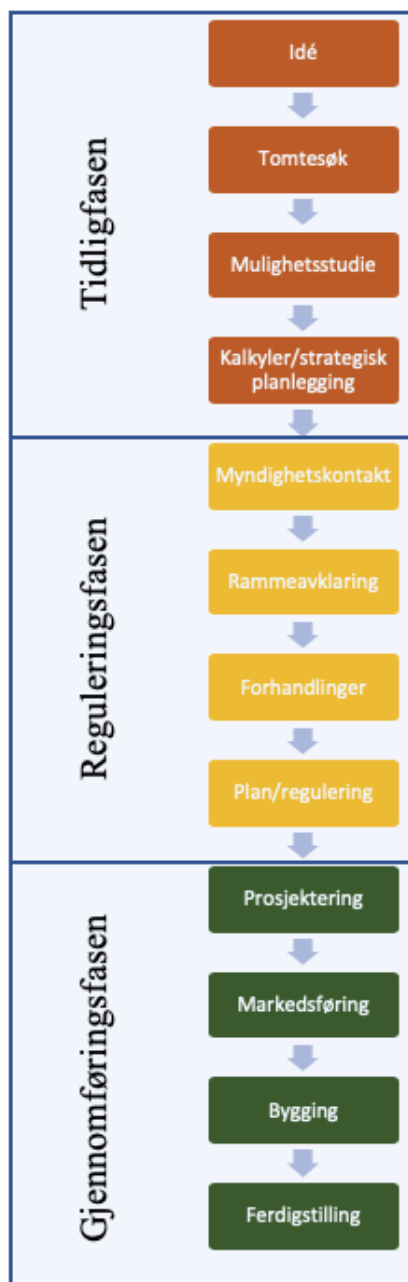 Tidligfasen
Idé
Tomtesøk
Mulighetsstudie
Kalkyler/strategisk
planlegging
Reguleringsfasen
Myndighetskontakt
Rammeavklaring
Forhandlinger
Plan/regulering
Gjennomføringsfasen
Prosjektering
Markedsføring
Bygging
Ferdigstilling